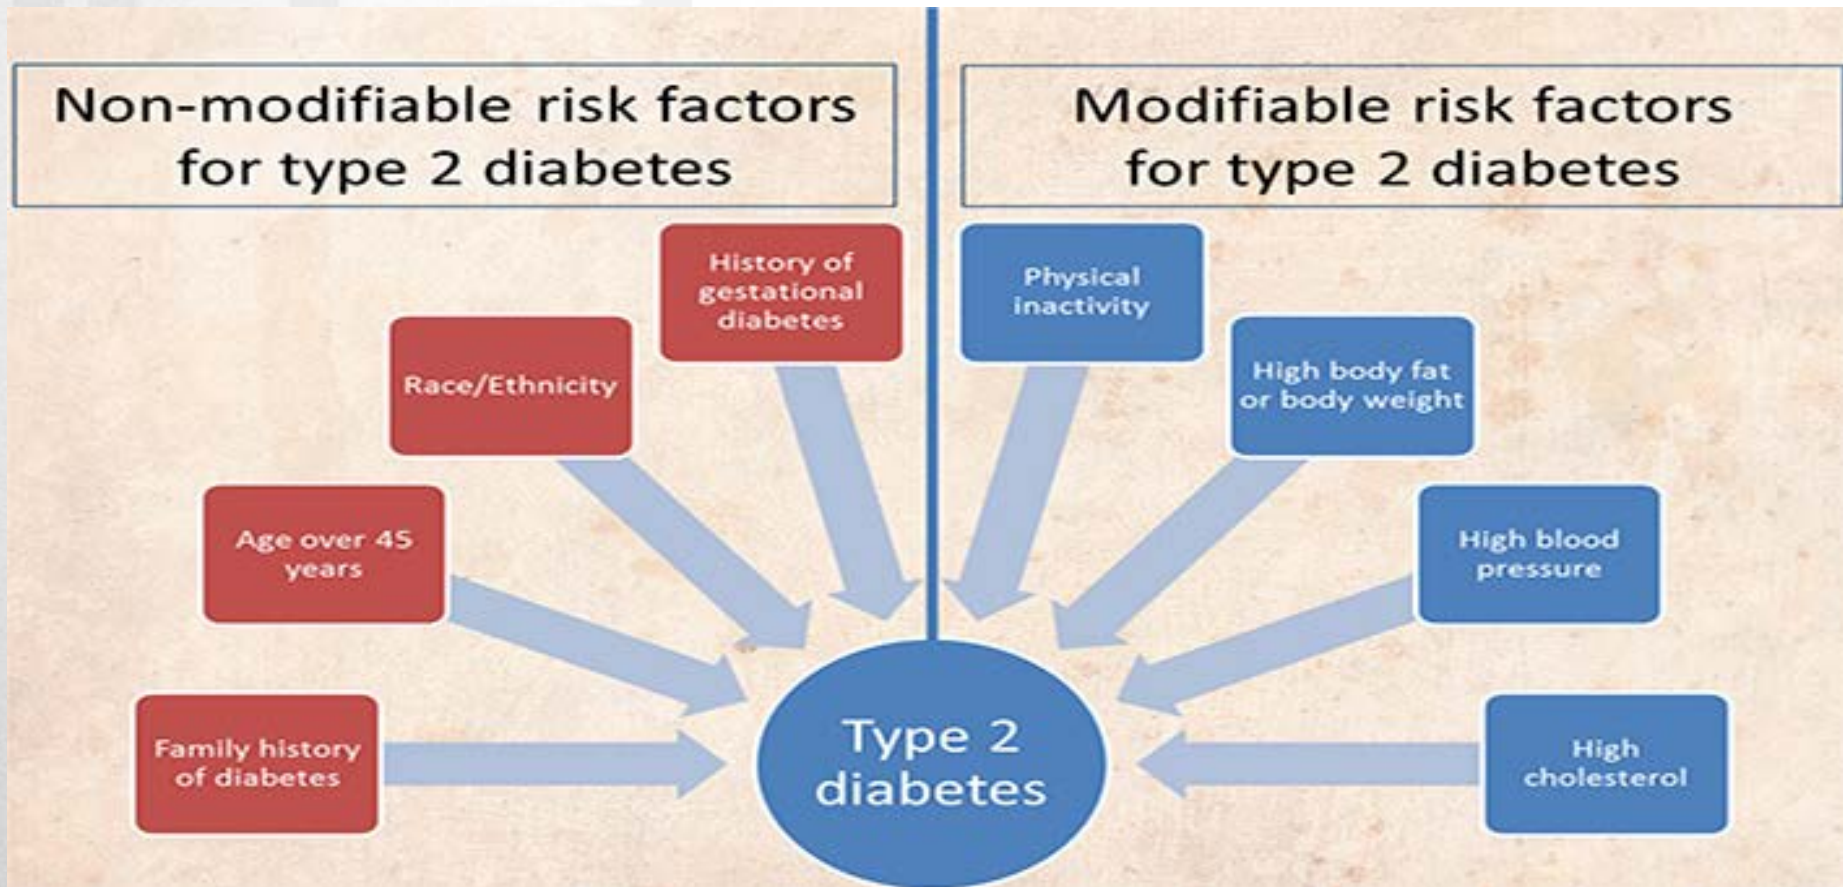 Non-modifiable risk factors
for type 2 diabetes
Modifiable risk factors
for type 2 diabetes
History of
gestational
diabetes
Race/Ethnicity
Age over 45
years
Family history
of diabetes
Physical
inactivity
High body fat
or body weight
High blood
pressure
High
cholesterol
Type 2
diabetes